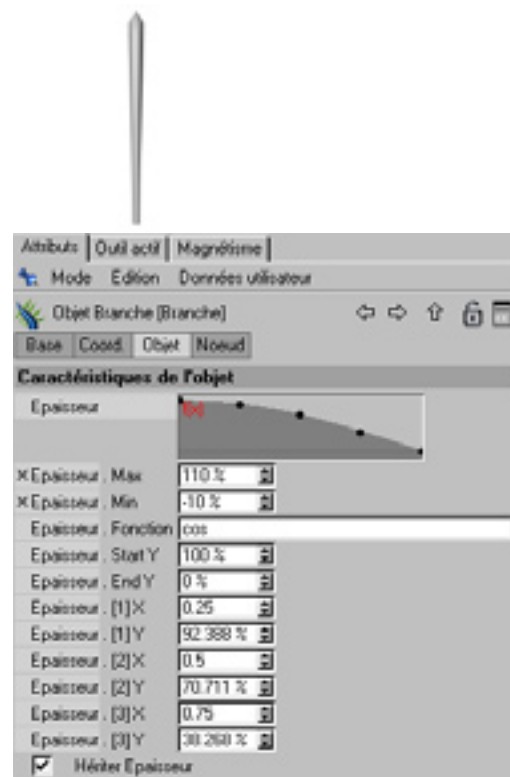 Attributs Outil actif Magnétisme
Mode Edition Données utilisateur
Objet Branche [Branche]
Base Coord. Objet Noeud
Caractéristiques de l'objet
Epaisseur
f(x)
Epaisseur . Max 110 %
Epaisseur . Min -10 %
Epaisseur . Fonction cos
Epaisseur . Start Y 100 %
Epaisseur . End Y 0 %
Epaisseur . [1] X 0.25
Epaisseur . [1] Y 92.388 %
Epaisseur . [2] X 0.5
Epaisseur . [2] Y 70.711 %
Epaisseur . [3] X 0.75
Epaisseur . [3] Y 38.268 %
Hériter Epaisseur